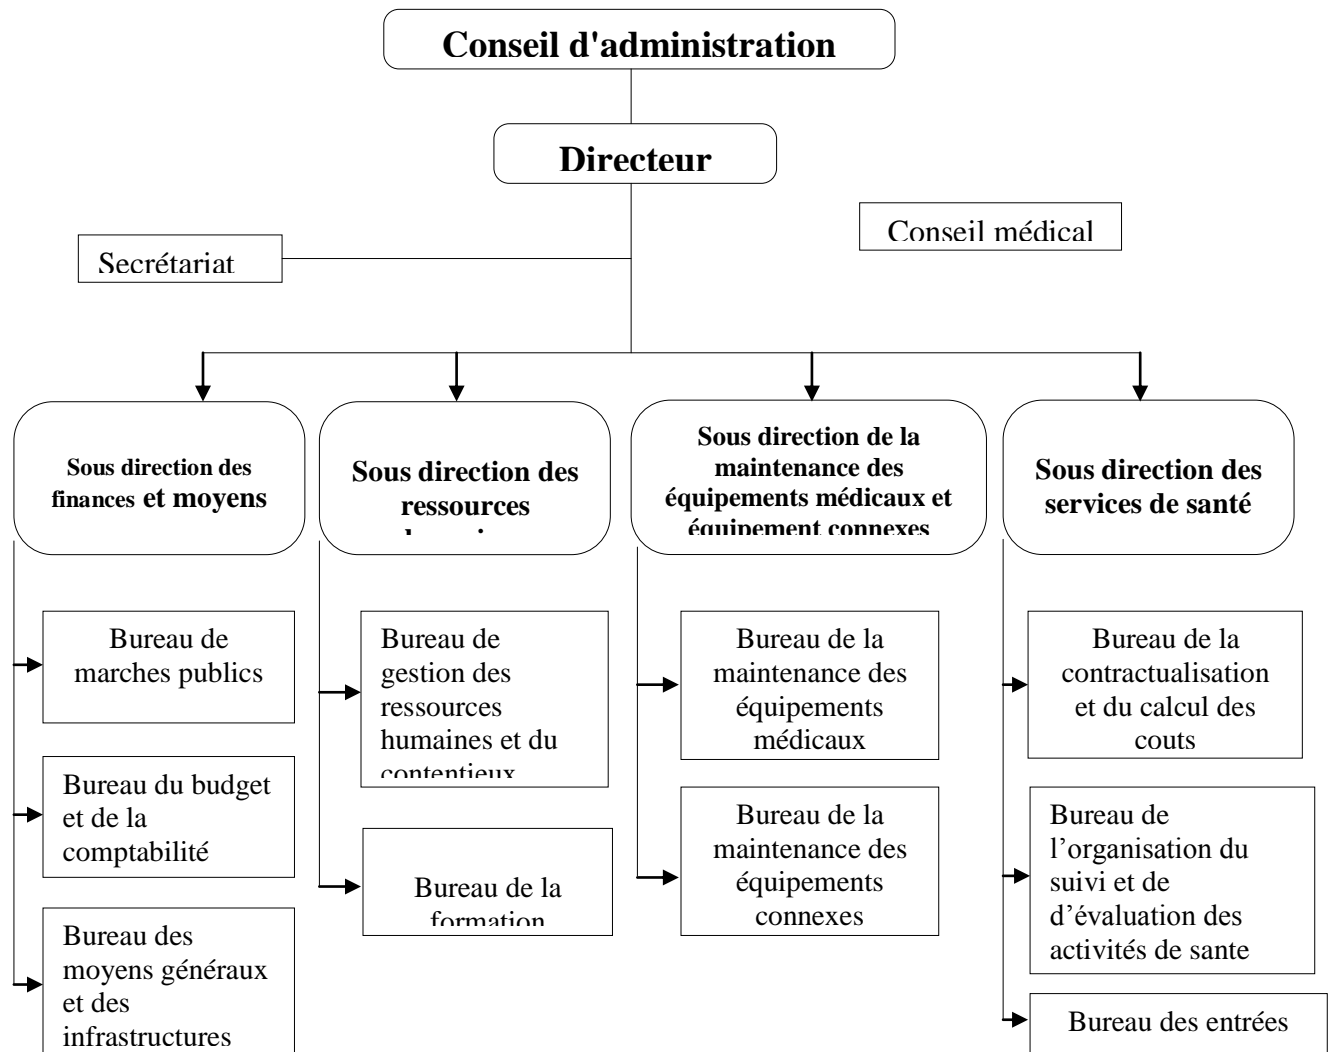 Conseil d'administration
Directeur
Conseil médical
Secrétariat
Sous direction des
finances et moyens
Sous direction des
ressources
Sous direction de la
maintenance des
équipements médicaux et
équipement connexes
Sous direction des
services de santé
Bureau de
marches publics
Bureau du budget
et de la
comptabilité
Bureau des
moyens généraux
et des
infrastructures
Bureau de
gestion des
ressources
humaines et du
contentieux
Bureau de la
formation
Bureau de la
maintenance des
équipements
médicaux
Bureau de la
maintenance des
équipements
connexes
Bureau de la
contractualisation
et du calcul des
couts
Bureau de
l’organisation du
suivi et de
d’évaluation des
activités de sante
Bureau des entrées